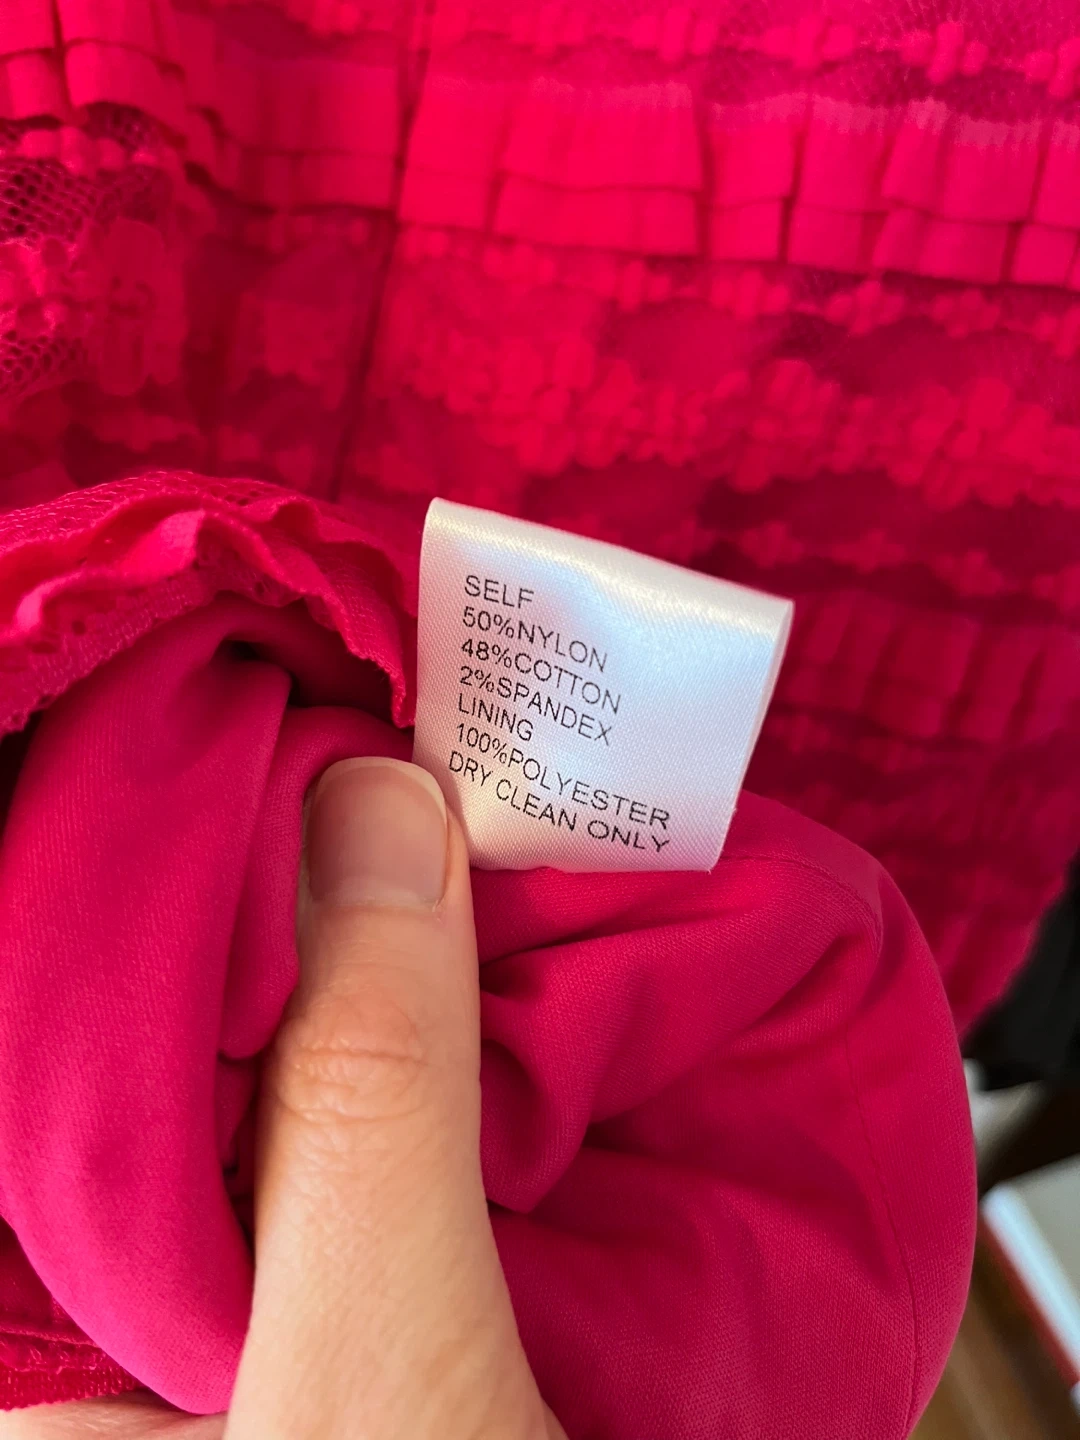 SELF
50%NYLON
48%COTTON
2%SPANDEX
LINING
100%POLYESTER
DRY CLEAN ONLY